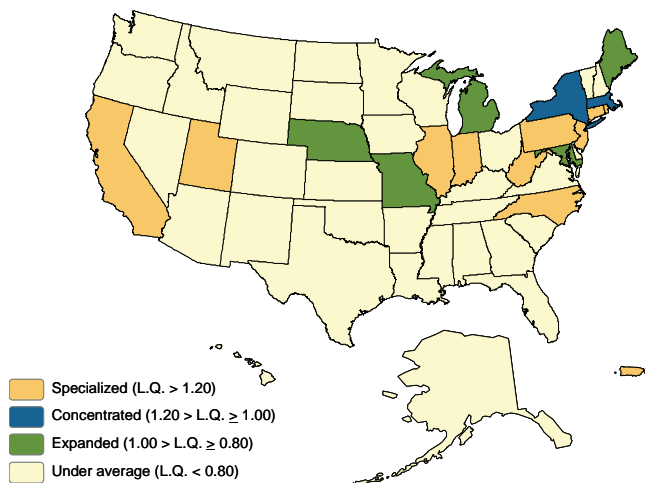 Specialized (L.Q. > 1.20)
Concentrated (1.20 > L.Q. ≥ 1.00)
Expanded (1.00 > L.Q. ≥ 0.80)
Under average (L.Q. < 0.80)